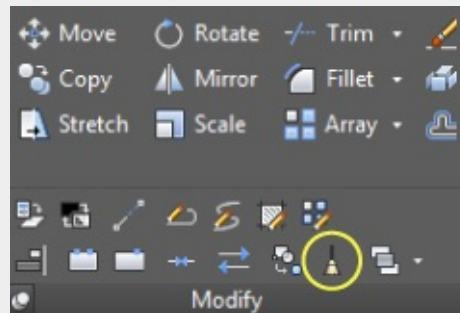 Move Rotate Trim
Copy Mirror Fillet
Stretch Scale Array
Modify